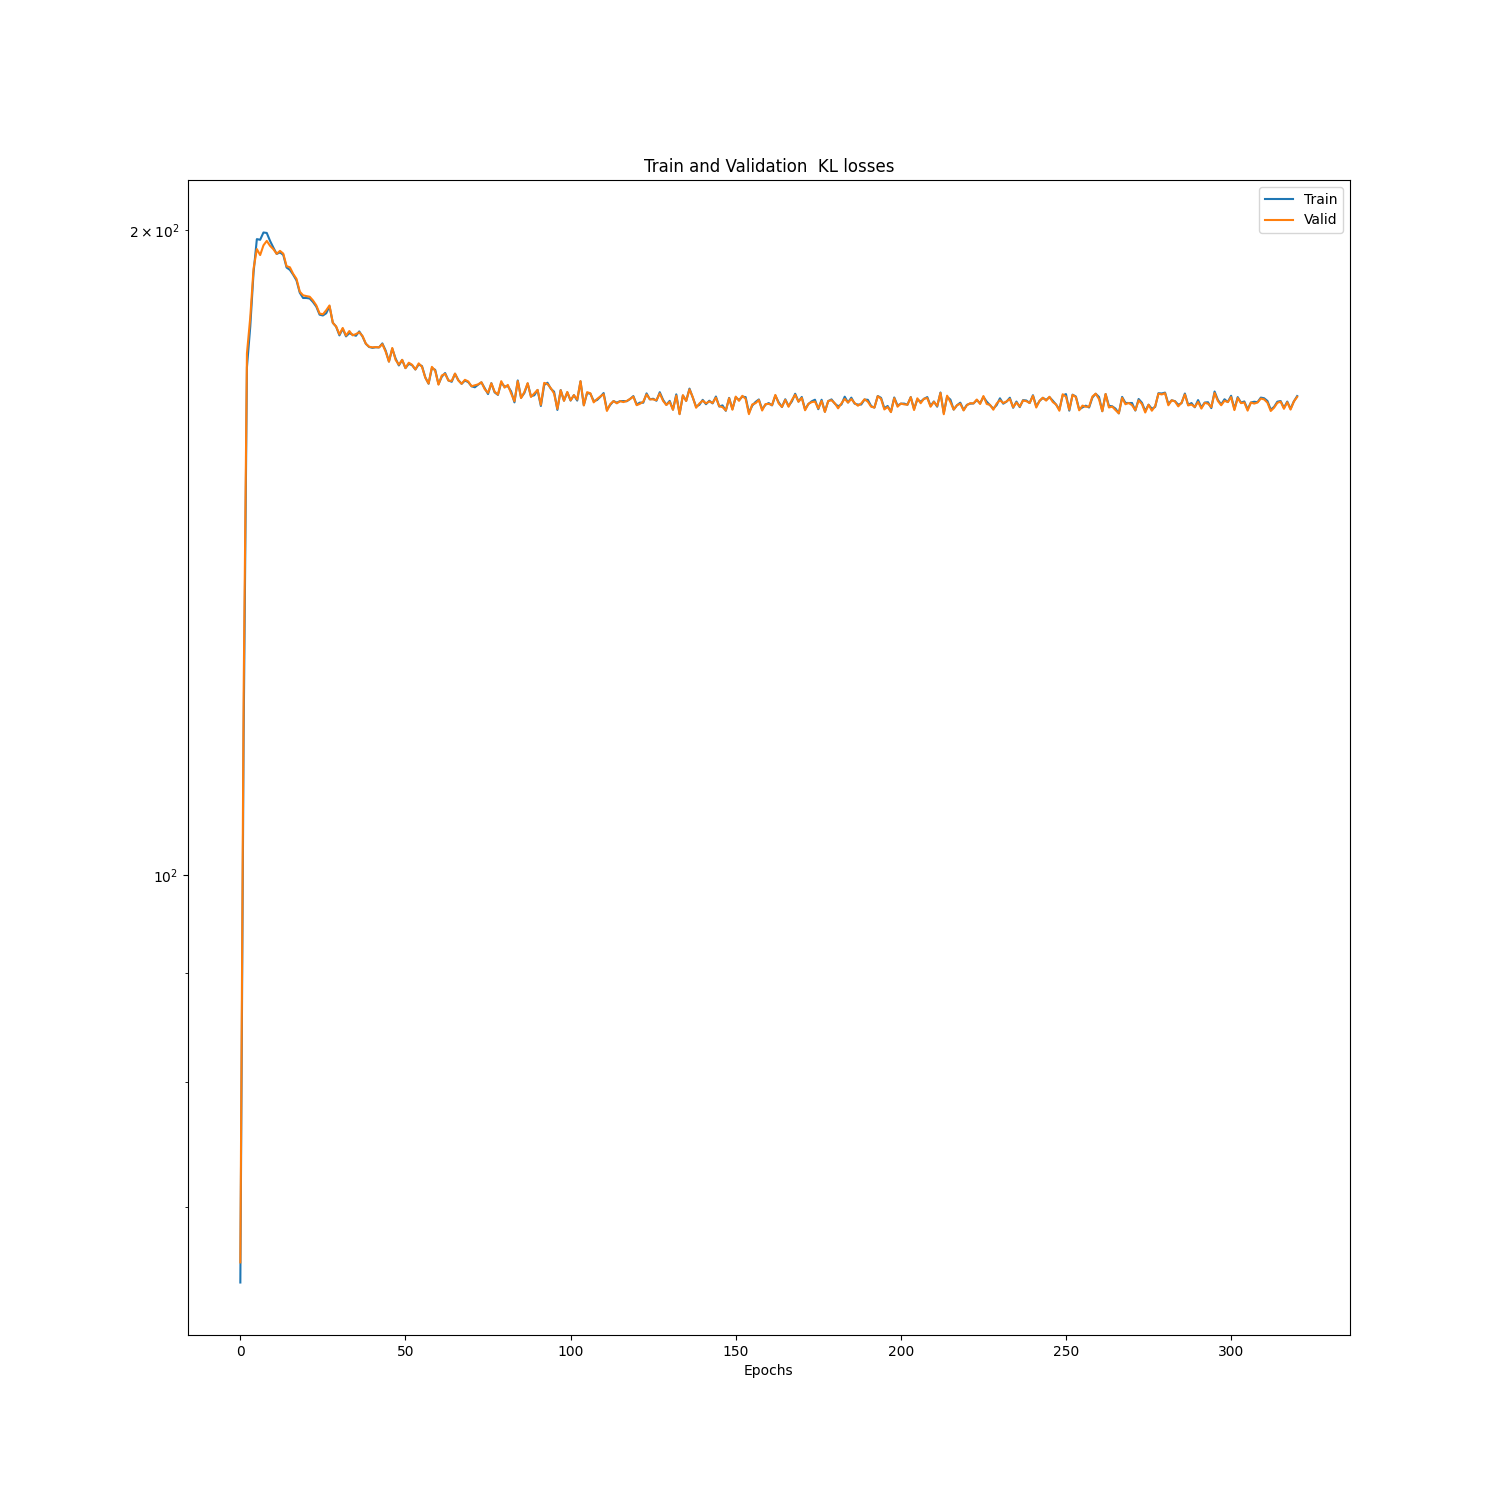 Train and Validation  KL losses
Train
Valid
2 × 10²
10²
0 50 100 150 200 250 300
Epochs